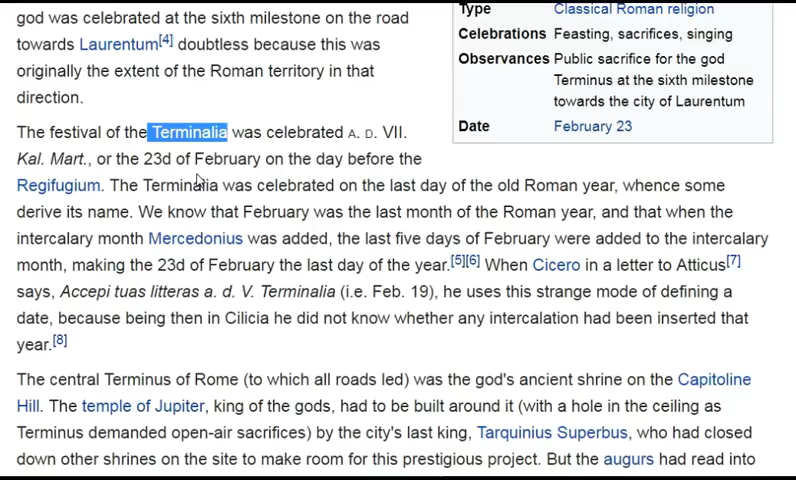 god was celebrated at the sixth milestone on the road
towards Laurentum[4] doubtless because this was
originally the extent of the Roman territory in that
direction.
Type Classical Roman religion
Celebrations Feasting, sacrifices, singing
Observances Public sacrifice for the god
Terminus at the sixth milestone
towards the city of Laurentum
Date February 23
The festival of the Terminalia was celebrated A. D. VII.
Kal. Mart., or the 23d of February on the day before the
Regifugium. The Terminalia was celebrated on the last day of the old Roman year, whence some
derive its name. We know that February was the last month of the Roman year, and that when the
intercalary month Mercedonius was added, the last five days of February were added to the intercalary
month, making the 23d of February the last day of the year.[5][6] When Cicero in a letter to Atticus[7]
says, Accepi tuas litteras a. d. V. Terminalia (i.e. Feb. 19), he uses this strange mode of defining a
date, because being then in Cilicia he did not know whether any intercalation had been inserted that
year.[8]
The central Terminus of Rome (to which all roads led) was the god's ancient shrine on the Capitoline
Hill. The temple of Jupiter, king of the gods, had to be built around it (with a hole in the ceiling as
Terminus demanded open-air sacrifices) by the city's last king, Tarquinius Superbus, who had closed
down other shrines on the site to make room for this prestigious project. But the augurs had read into